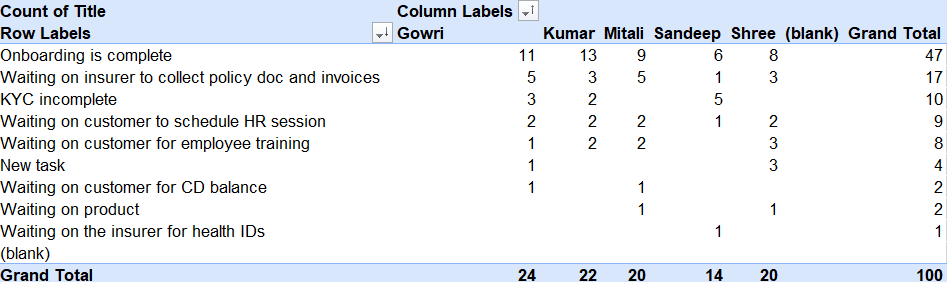 Count of Title Column Labels
Row Labels Gowri Kumar Mitali Sandeep Shree (blank) Grand Total
Onboarding is complete 11 13 9 6 8 47
Waiting on insurer to collect policy doc and invoices 5 3 5 1 3 17
KYC incomplete 3 2 5 10
Waiting on customer to schedule HR session 2 2 2 1 2 9
Waiting on customer for employee training 1 2 2 3 8
New task 1 3 4
Waiting on customer for CD balance 1 1 2
Waiting on product 1 1 2
Waiting on the insurer for health IDs 1 1
(blank)
Grand Total 24 22 20 14 20 100